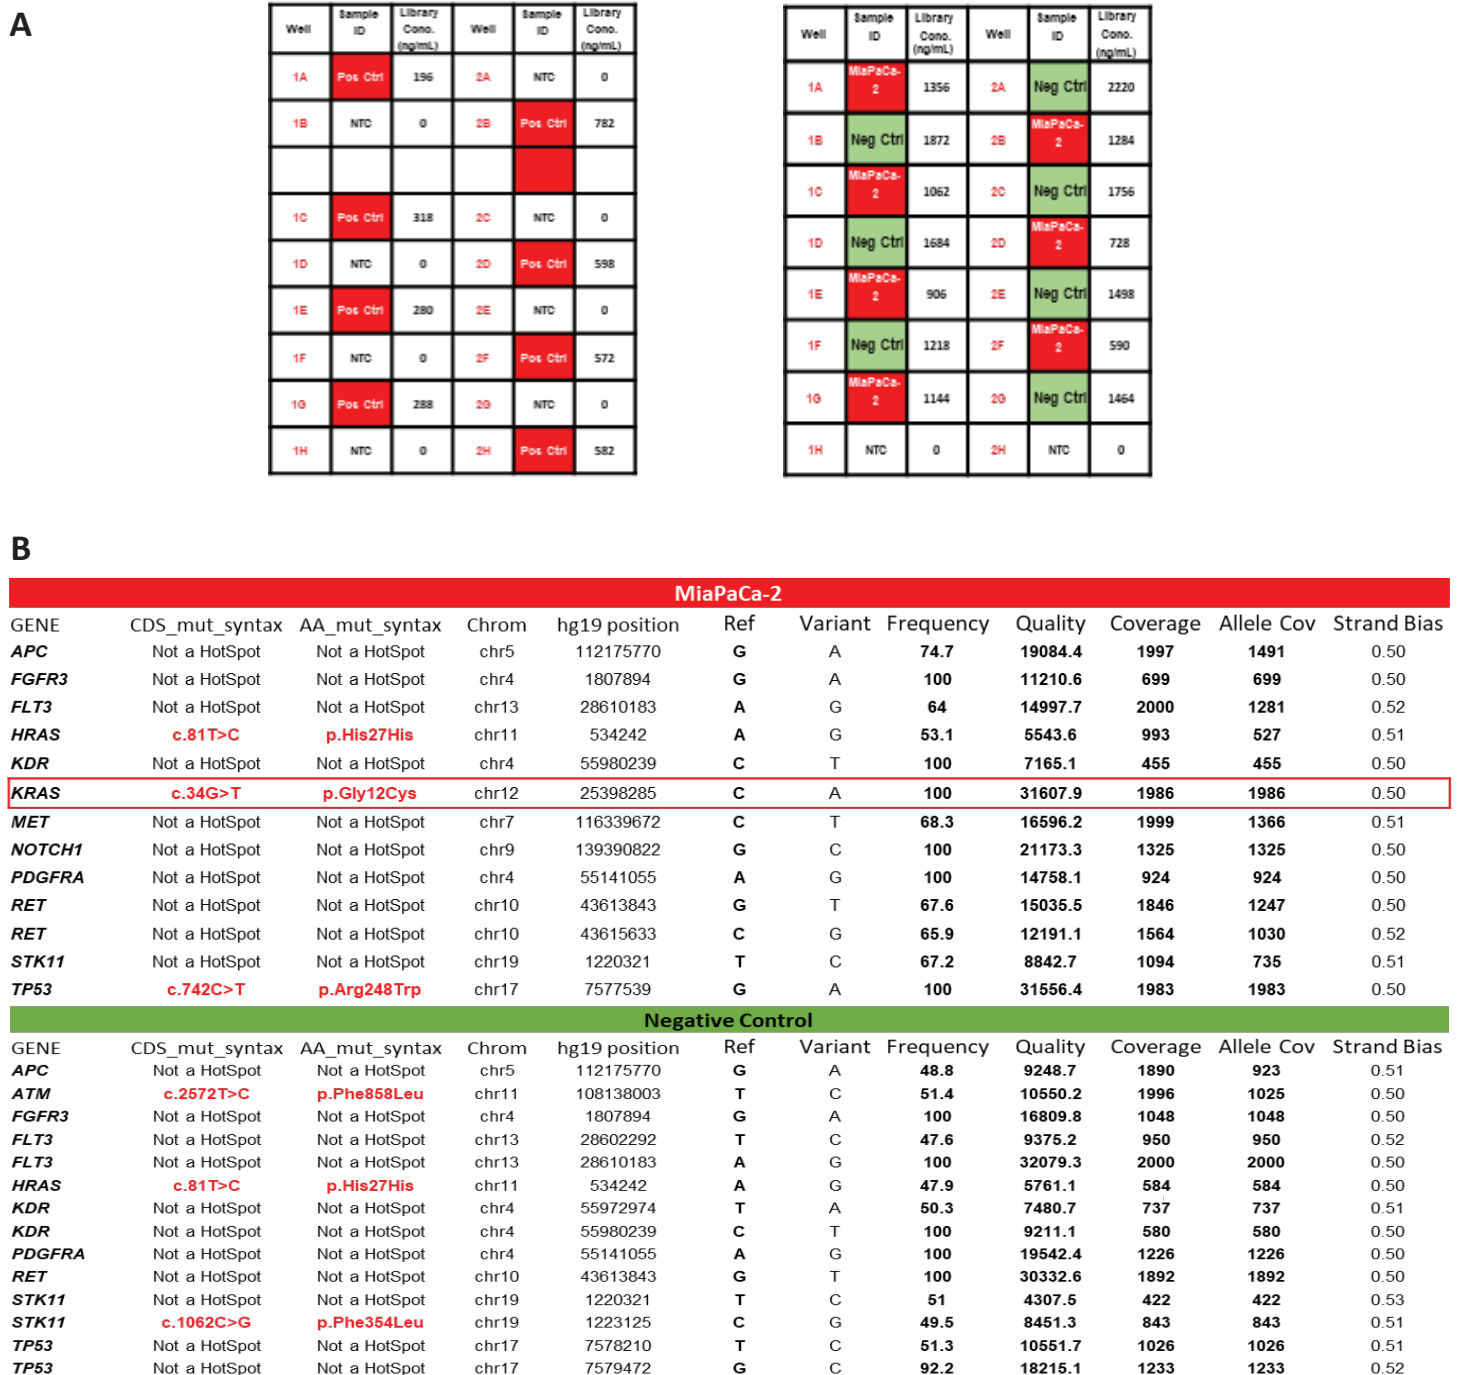 A
Well Sample ID Library Conc. (ng/mL) Well Sample ID Library Conc. (ng/mL)
1A Pos Ctrl 196 2A NTC 0
1B NTC 0 2B Pos Ctrl 782
1C Pos Ctrl 318 2C NTC 0
1D NTC 0 2D Pos Ctrl 598
1E Pos Ctrl 280 2E NTC 0
1F NTC 0 2F Pos Ctrl 572
1G Pos Ctrl 288 2G NTC 0
1H NTC 0 2H Pos Ctrl 582
Well Sample ID Library Conc. (ng/mL) Well Sample ID Library Conc. (ng/mL)
1A MiaPaCa-2 1356 2A Neg Ctrl 2220
1B Neg Ctrl 1872 2B MiaPaCa-2 1284
1C MiaPaCa-2 1062 2C Neg Ctrl 1756
1D Neg Ctrl 1684 2D MiaPaCa-2 728
1E MiaPaCa-2 906 2E Neg Ctrl 1498
1F Neg Ctrl 1218 2F MiaPaCa-2 590
1G MiaPaCa-2 1144 2G Neg Ctrl 1464
1H NTC 0 2H NTC 0
B
MiaPaCa-2
GENE CDS_mut_syntax AA_mut_syntax Chrom hg19 position Ref Variant Frequency Quality Coverage Allele Cov Strand Bias
APC Not a HotSpot Not a HotSpot chr5 112175770 G A 74.7 19084.4 1997 1491 0.50
FGFR3 Not a HotSpot Not a HotSpot chr4 1807894 G A 100 11210.6 699 699 0.50
FLT3 Not a HotSpot Not a HotSpot chr13 28610183 A G 64 14997.7 2000 1281 0.52
HRAS c.81T>C p.His27His chr11 534242 A G 53.1 5543.6 993 527 0.51
KDR Not a HotSpot Not a HotSpot chr4 55980239 C T 100 7165.1 455 455 0.50
KRAS c.34G>T p.Gly12Cys chr12 25398285 C A 100 31607.9 1986 1986 0.50
MET Not a HotSpot Not a HotSpot chr7 116339672 C T 68.3 16596.2 1999 1366 0.51
NOTCH1 Not a HotSpot Not a HotSpot chr9 139390822 G C 100 21173.3 1325 1325 0.50
PDGFRA Not a HotSpot Not a HotSpot chr4 55141055 A G 100 14758.1 924 924 0.50
RET Not a HotSpot Not a HotSpot chr10 43613843 G T 67.6 15035.5 1846 1247 0.50
RET Not a HotSpot Not a HotSpot chr10 43615633 C G 65.9 12191.1 1564 1030 0.52
STK11 Not a HotSpot Not a HotSpot chr19 1220321 T C 67.2 8842.7 1094 735 0.51
TP53 c.742C>T p.Arg248Trp chr17 7577539 G A 100 31556.4 1983 1983 0.50
Negative Control
GENE CDS_mut_syntax AA_mut_syntax Chrom hg19 position Ref Variant Frequency Quality Coverage Allele Cov Strand Bias
APC Not a HotSpot Not a HotSpot chr5 112175770 G A 48.8 9248.7 1890 923 0.51
ATM c.2572T>C p.Phe858Leu chr11 108138003 T C 51.4 10550.2 1996 1025 0.50
FGFR3 Not a HotSpot Not a HotSpot chr4 1807894 G A 100 16809.8 1048 1048 0.50
FLT3 Not a HotSpot Not a HotSpot chr13 28602292 T C 47.6 9375.2 950 950 0.52
FLT3 Not a HotSpot Not a HotSpot chr13 28610183 A G 100 32079.3 2000 2000 0.50
HRAS c.81T>C p.His27His chr11 534242 A G 47.9 5761.1 584 584 0.50
KDR Not a HotSpot Not a HotSpot chr4 55972974 T A 50.3 7480.7 737 737 0.51
KDR Not a HotSpot Not a HotSpot chr4 55980239 C T 100 9211.1 580 580 0.50
PDGFRA Not a HotSpot Not a HotSpot chr4 55141055 A G 100 19542.4 1226 1226 0.50
RET Not a HotSpot Not a HotSpot chr10 43613843 G T 100 30332.6 1892 1892 0.50
STK11 Not a HotSpot Not a HotSpot chr19 1220321 T C 51 4307.5 422 422 0.53
STK11 c.1062C>G p.Phe354Leu chr19 1223125 C G 49.5 8451.3 843 843 0.51
TP53 Not a HotSpot Not a HotSpot chr17 7578210 T C 51.3 10551.7 1026 1026 0.51
TP53 Not a HotSpot Not a HotSpot chr17 7579472 G C 92.2 18215.1 1233 1233 0.52